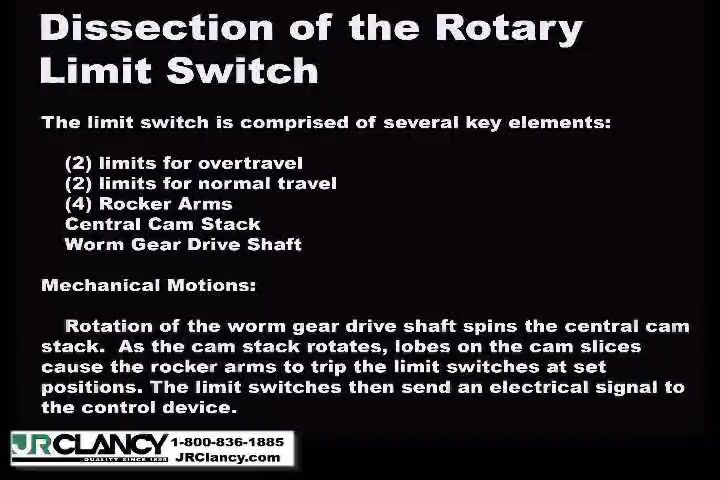 Dissection of the Rotary
Limit Switch
The limit switch is comprised of several key elements:
(2) limits for overtravel
(2) limits for normal travel
(4) Rocker Arms
Central Cam Stack
Worm Gear Drive Shaft
Mechanical Motions:
Rotation of the worm gear drive shaft spins the central cam
stack. As the cam stack rotates, lobes on the cam slices
cause the rocker arms to trip the limit switches at set
positions. The limit switches then send an electrical signal to
the control device.
JRCLANCY 1-800-836-1885
QUALITY SINCE 1885 JRClancy.com